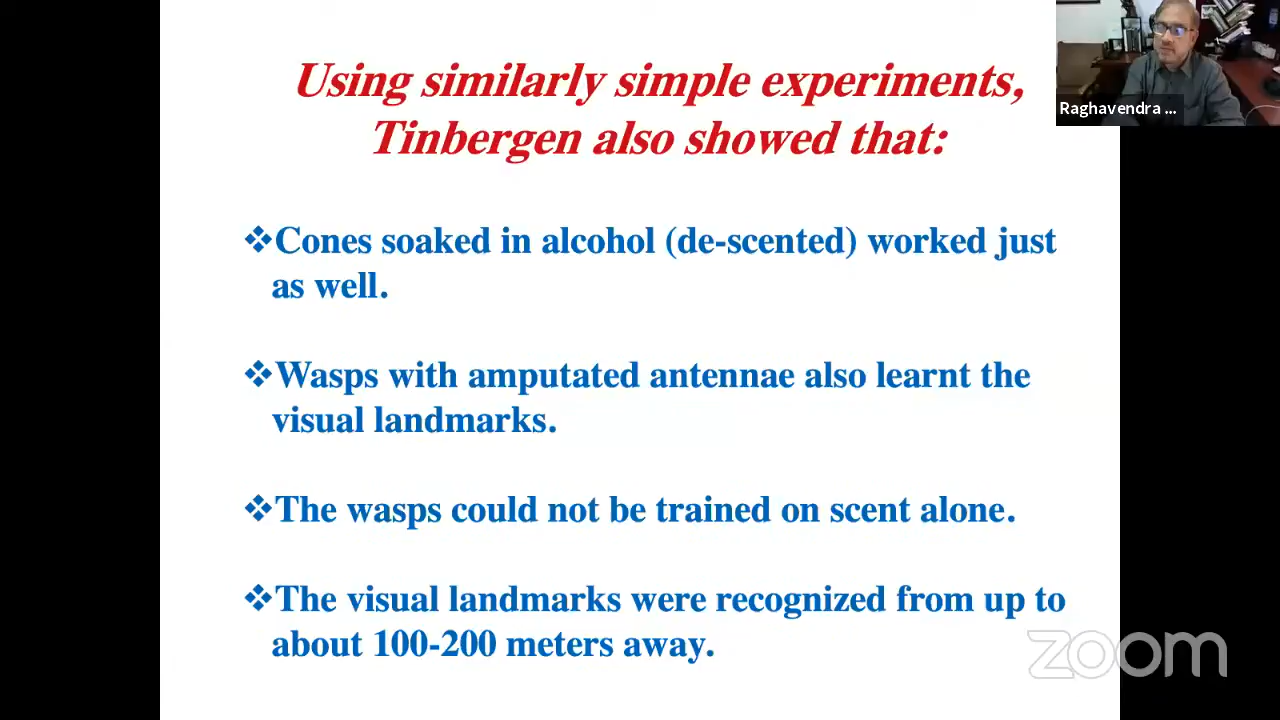 Using similarly simple experiments,
Tinbergen also showed that:
Raghavendra ...
❖Cones soaked in alcohol (de-scented) worked just
as well.
❖Wasps with amputated antennae also learnt the
visual landmarks.
❖The wasps could not be trained on scent alone.
❖The visual landmarks were recognized from up to
about 100-200 meters away.
zoom